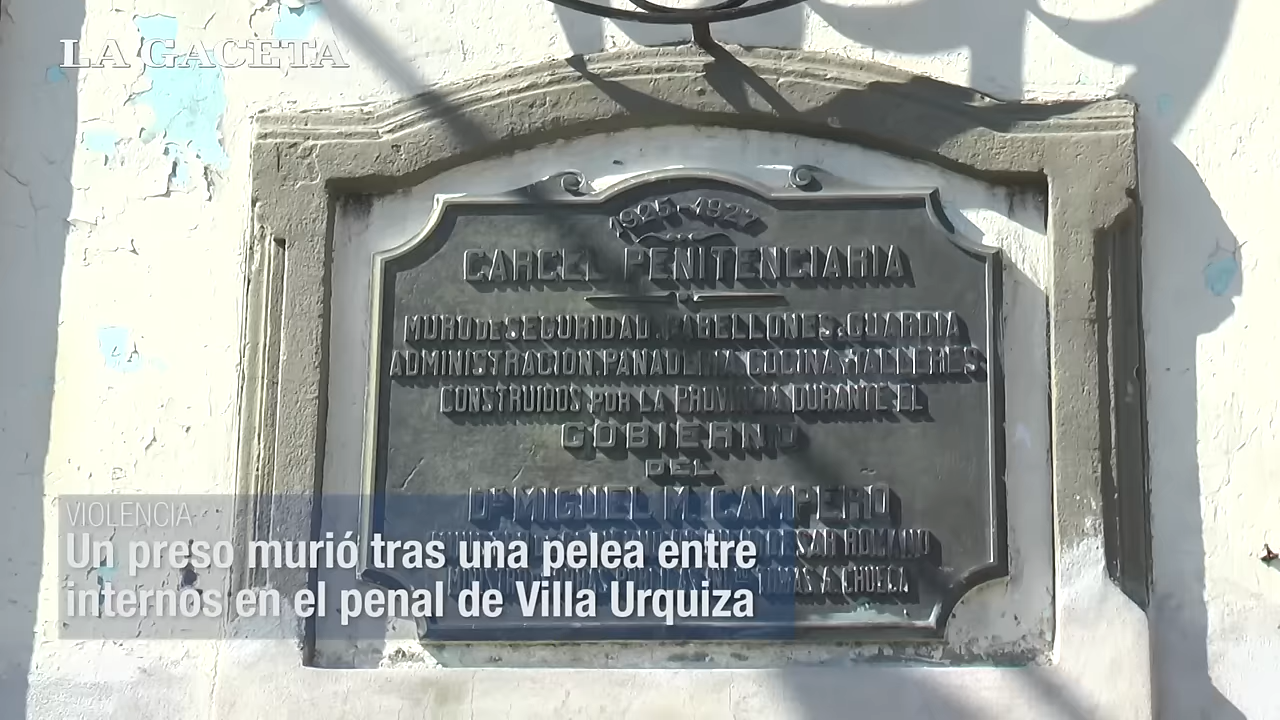 LA GACETA
1925-1927
CARCEL PENITENCIARIA
MURO DE SEGURIDAD, PABELLONES, GUARDIA
ADMINISTRACION, PANADERIA COCINA Y TALLERES
CONSTRUIDOS POR LA PROVINCIA DURANTE EL
GOBIERNO
DEL
Dr MIGUEL M. CAMPERO
ROMANO
A. CHUECA
VIOLENCIA
Un preso murió tras una pelea entre
internos en el penal de Villa Urquiza